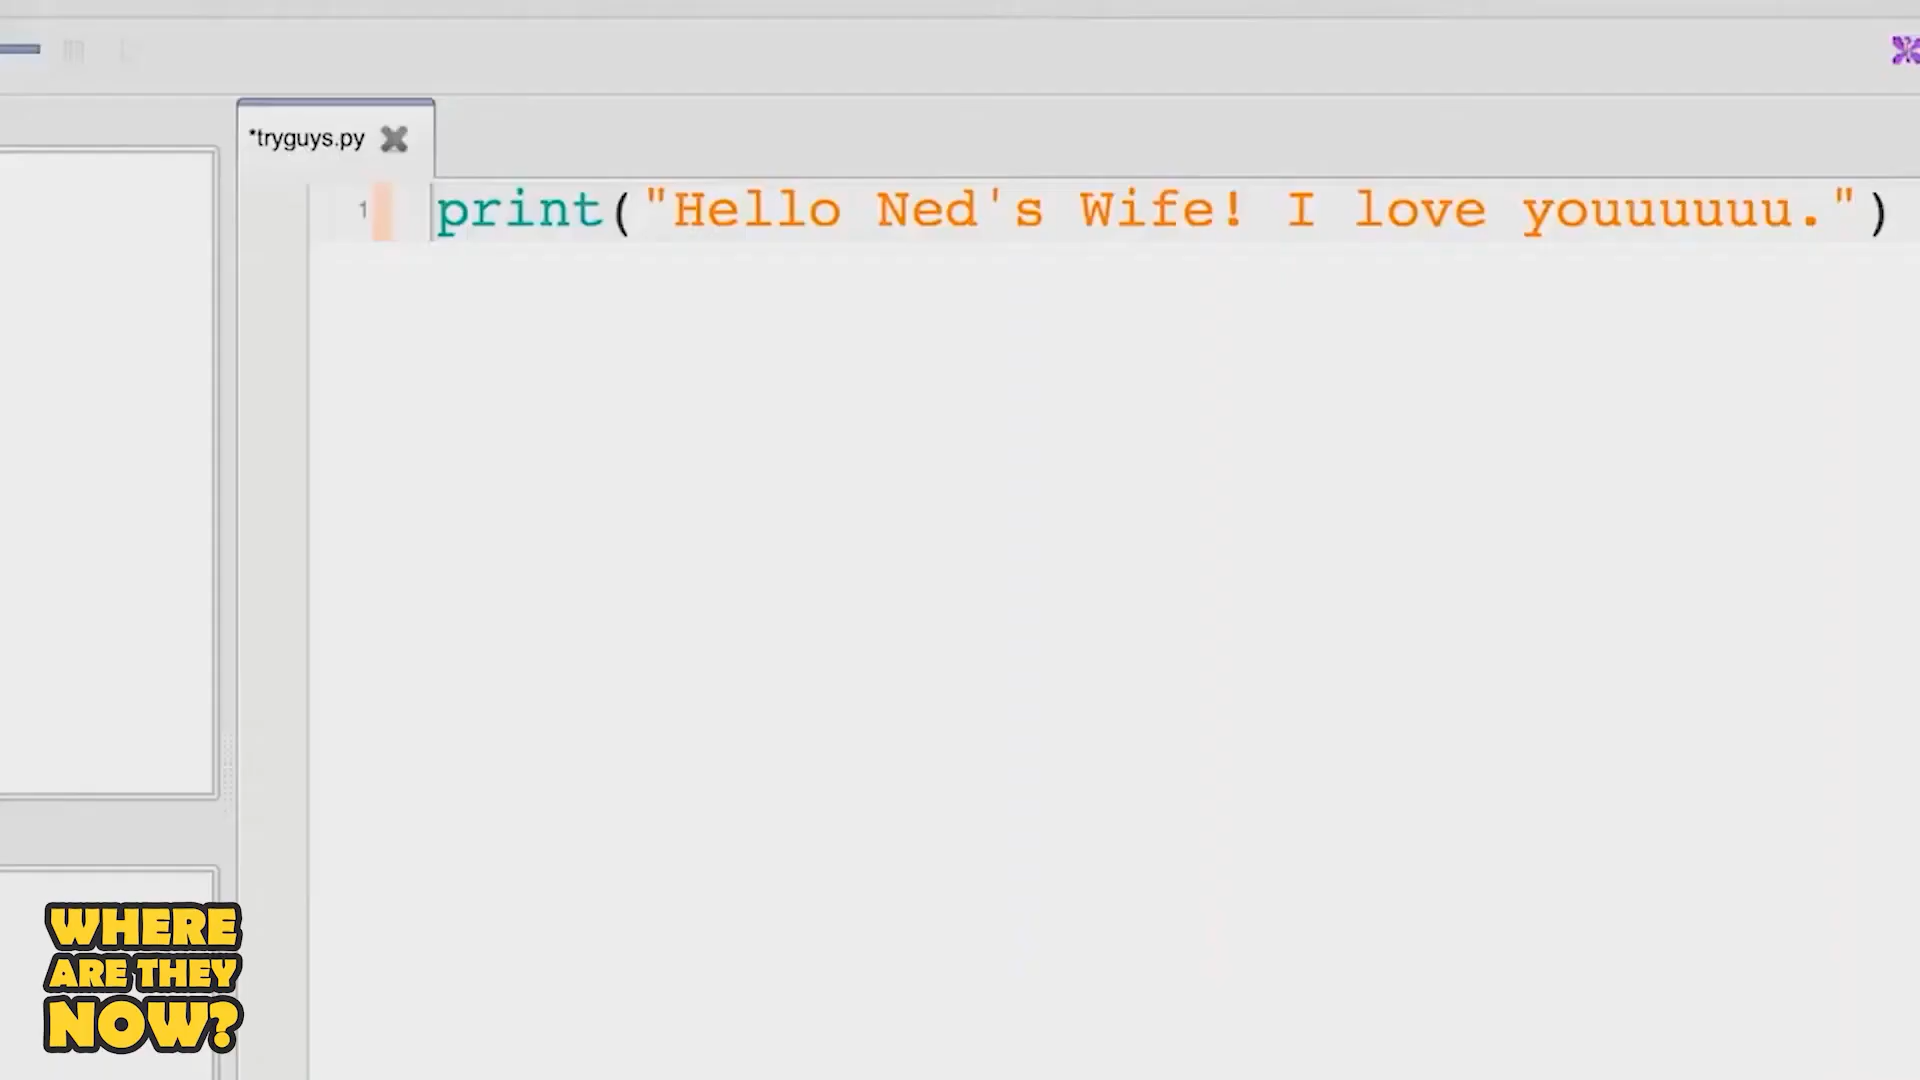 *tryguys.py
1 print("Hello Ned's Wife! I love youuuuuu.")
WHERE
ARE THEY
NOW?